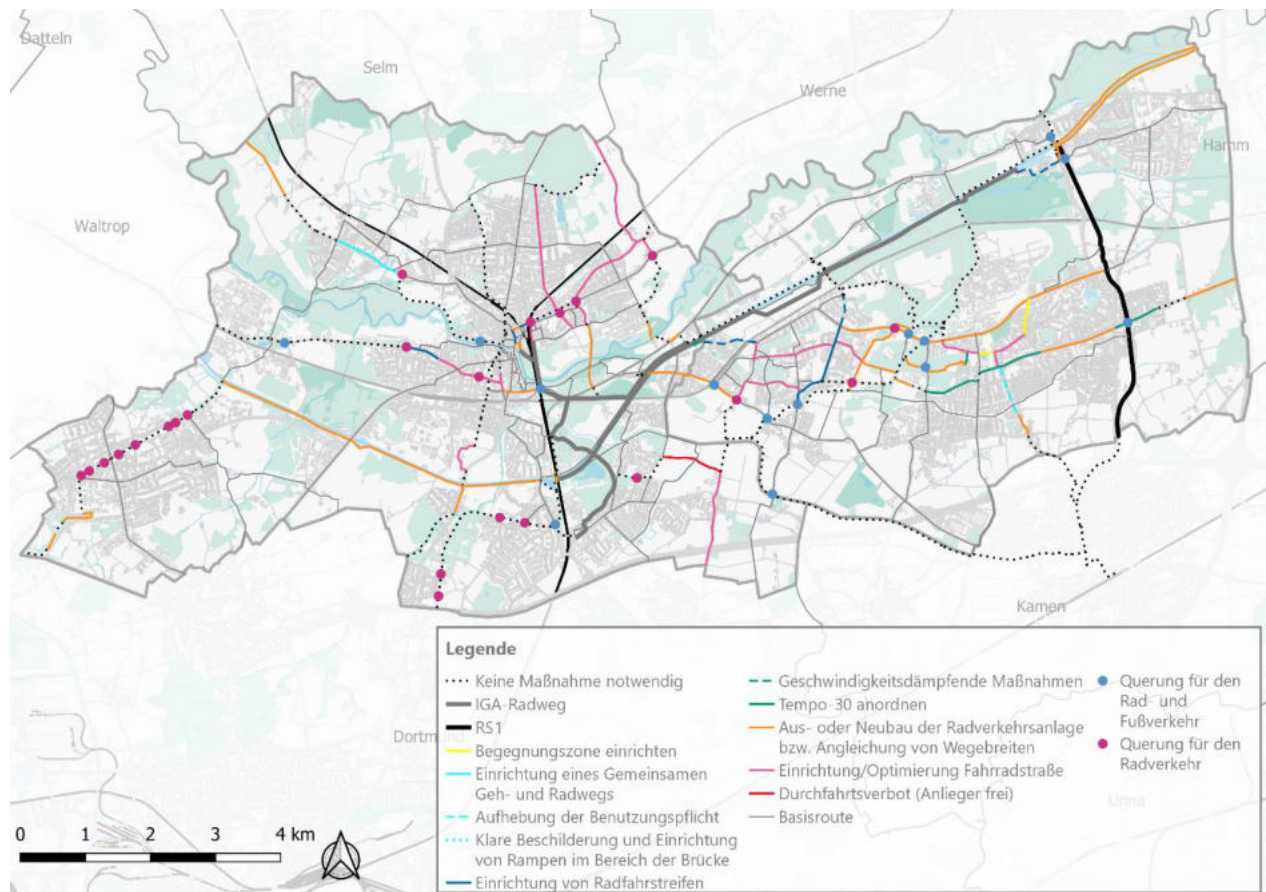 Datteln
Selm
Werne
Hamm
Waltrop
Kamen
Dortmund
Unna
0 1 2 3 4 km
Legende
Keine Maßnahme notwendig
IGA-Radweg
RS1
Begegnungszone einrichten
Einrichtung eines Gemeinsamen
Geh- und Radwegs
Aufhebung der Benutzungspflicht
Klare Beschilderung und Einrichtung
von Rampen im Bereich der Brücke
Einrichtung von Radfahrstreifen
Geschwindigkeitsdämpfende Maßnahmen
Tempo-30 anordnen
Aus- oder Neubau der Radverkehrsanlage
bzw. Angleichung von Wegebreiten
Einrichtung/Optimierung Fahrradstraße
Durchfahrtsverbot (Anlieger frei)
Basisroute
Querung für den
Rad- und
Fußverkehr
Querung für den
Radverkehr